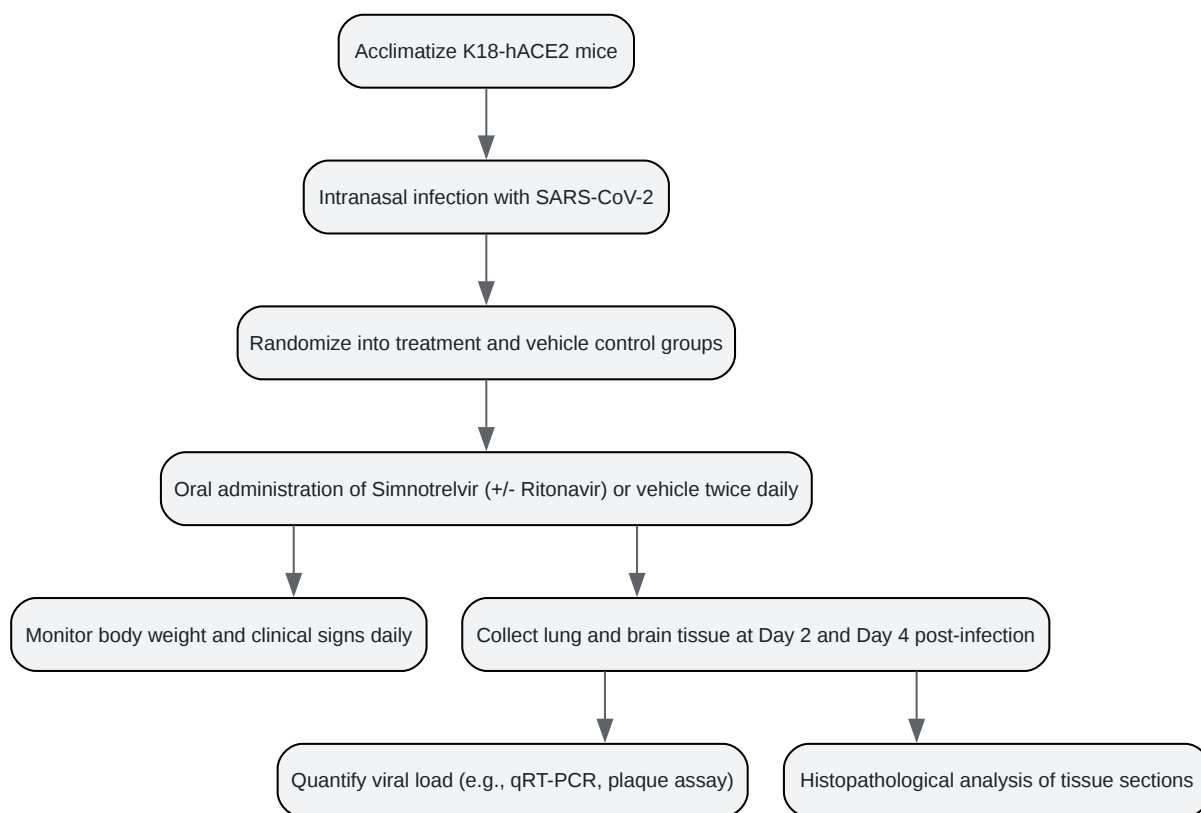 Acclimatize K18-hACE2 mice
Intranasal infection with SARS-CoV-2
Randomize into treatment and vehicle control groups
Oral administration of Simnotrelvir (+/- Ritonavir) or vehicle twice daily
Monitor body weight and clinical signs daily
Collect lung and brain tissue at Day 2 and Day 4 post-infection
Quantify viral load (e.g., qRT-PCR, plaque assay)
Histopathological analysis of tissue sections